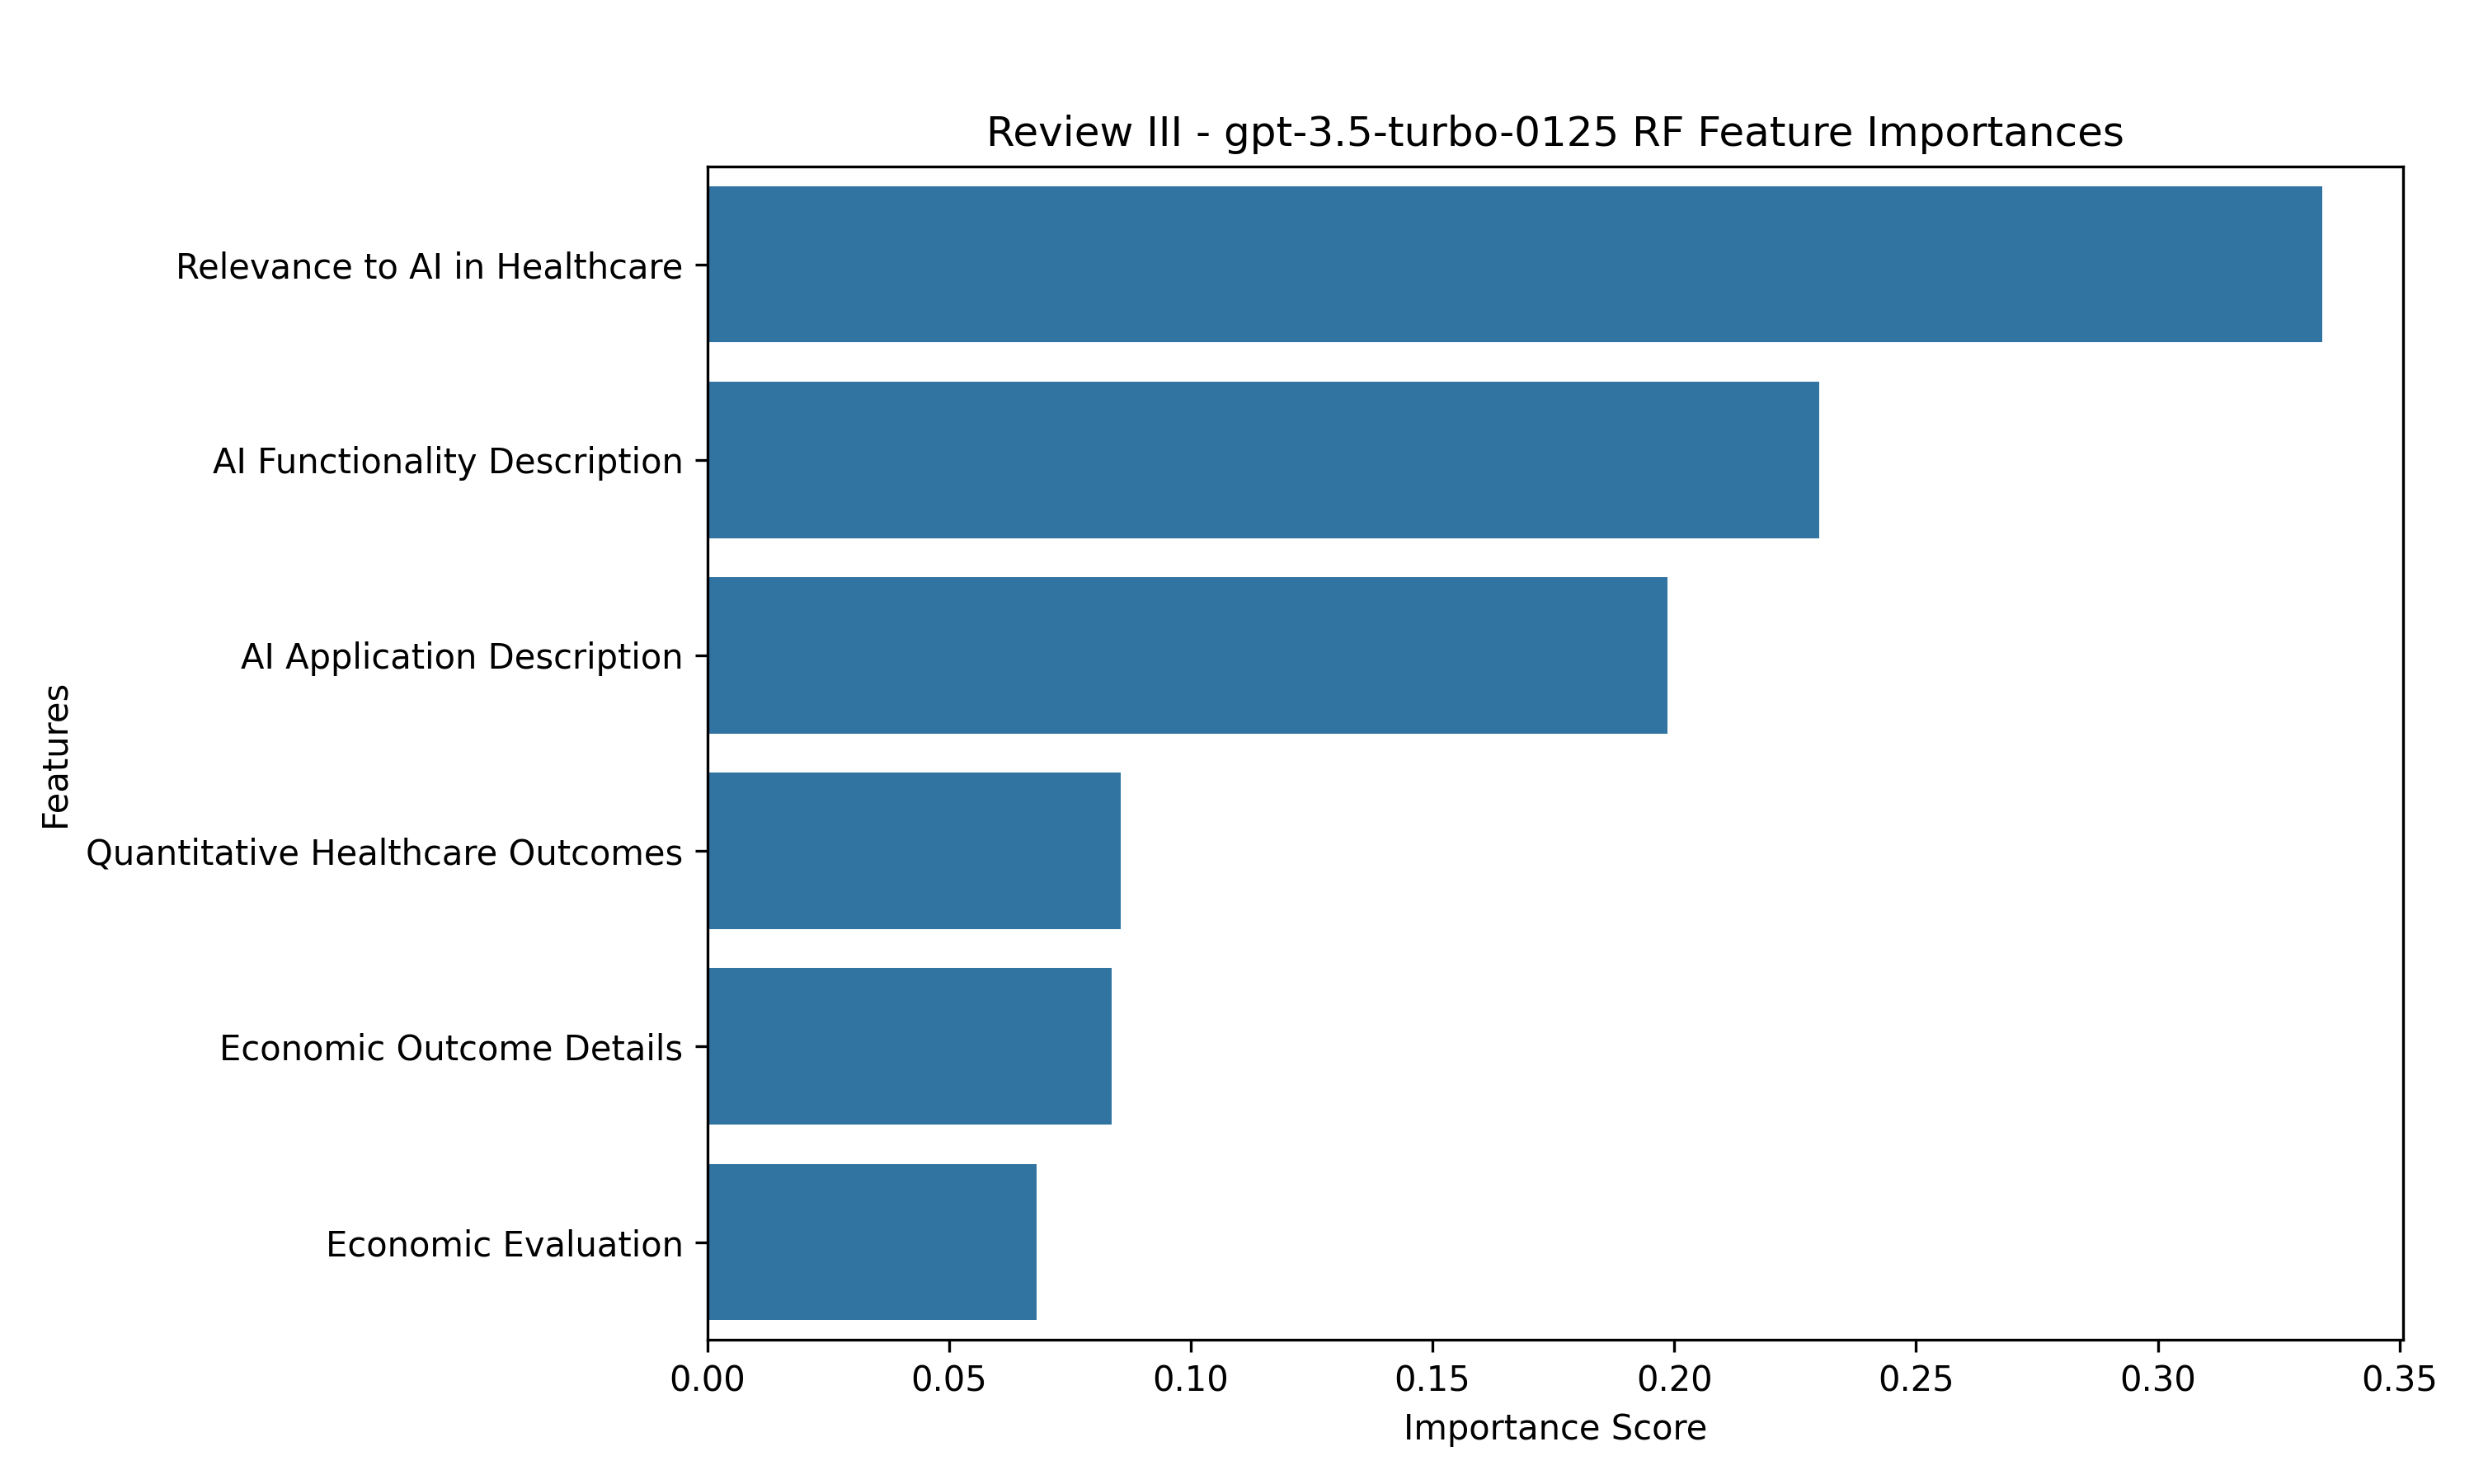 Review III - gpt-3.5-turbo-0125 RF Feature Importances
Features
Relevance to AI in Healthcare
AI Functionality Description
AI Application Description
Quantitative Healthcare Outcomes
Economic Outcome Details
Economic Evaluation
0.00 0.05 0.10 0.15 0.20 0.25 0.30 0.35
Importance Score